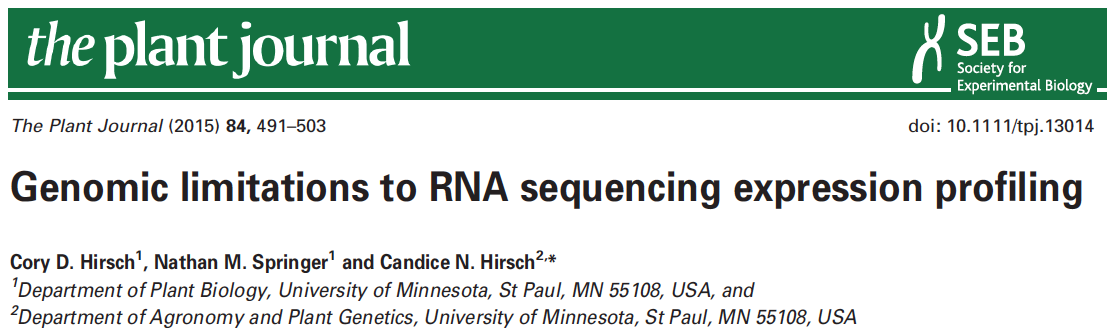 the plant journal
SEB
Society for
Experimental Biology
The Plant Journal (2015) 84, 491–503
doi: 10.1111/tpj.13014
Genomic limitations to RNA sequencing expression profiling
Cory D. Hirsch1, Nathan M. Springer1 and Candice N. Hirsch2,*
1Department of Plant Biology, University of Minnesota, St Paul, MN 55108, USA, and
2Department of Agronomy and Plant Genetics, University of Minnesota, St Paul, MN 55108, USA